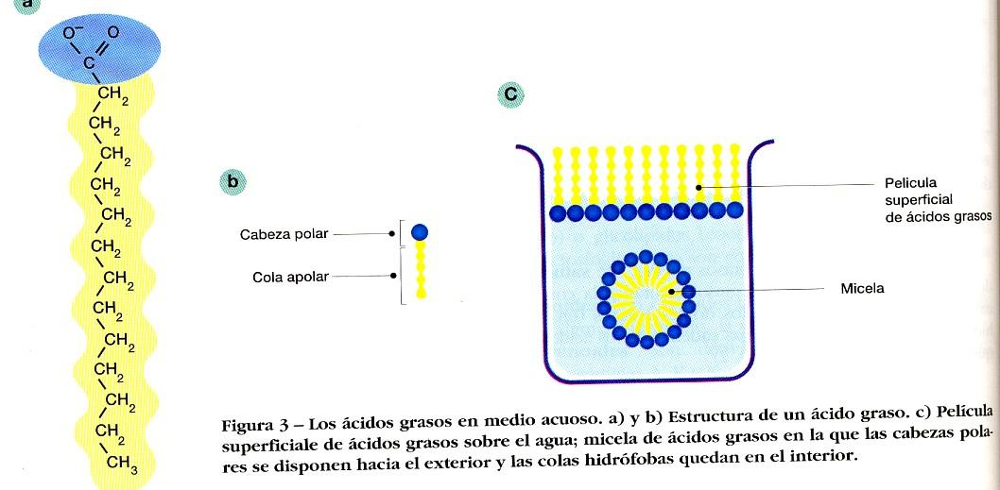 a
O⁻ O
C
CH₂
CH₂
CH₂
CH₂
CH₂
CH₂
CH₂
CH₂
CH₂
CH₂
CH₂
CH₂
CH₃
b
Cabeza polar
Cola apolar
C
Pelicula
superficial
de ácidos grasos
Micela
Figura 3 – Los ácidos grasos en medio acuoso. a) y b) Estructura de un ácido graso. c) Película
superficiale de ácidos grasos sobre el agua; micela de ácidos grasos en la que las cabezas pola-
res se disponen hacia el exterior y las colas hidrófobas quedan en el interior.